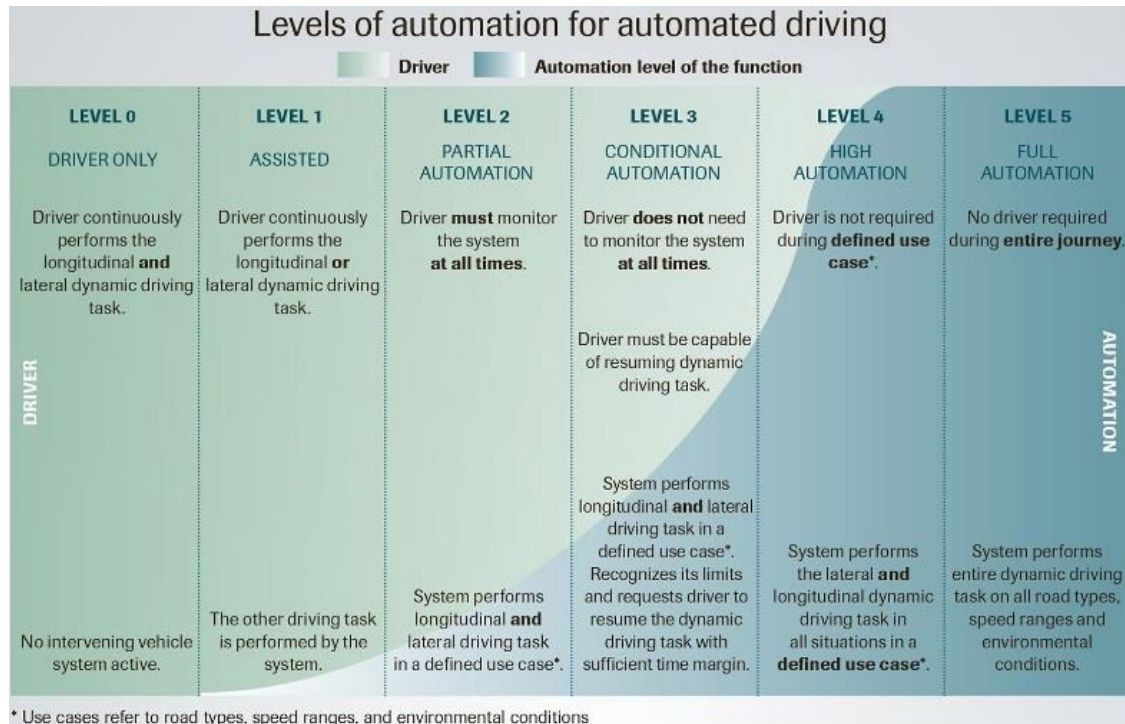 Levels of automation for automated driving
Driver
Automation level of the function
LEVEL 0
DRIVER ONLY
Driver continuously
performs the
longitudinal and
lateral dynamic driving
task.
No intervening vehicle
system active.
LEVEL 1
ASSISTED
Driver continuously
performs the
longitudinal or
lateral dynamic driving
task.
The other driving task
is performed by the
system.
LEVEL 2
PARTIAL
AUTOMATION
Driver must monitor
the system
at all times.
System performs
longitudinal and
lateral driving task
in a defined use case*.
LEVEL 3
CONDITIONAL
AUTOMATION
Driver does not need
to monitor the system
at all times.
Driver must be capable
of resuming dynamic
driving task.
System performs
longitudinal and lateral
driving task in a
defined use case*.
Recognizes its limits
and requests driver to
resume the dynamic
driving task with
sufficient time margin.
LEVEL 4
HIGH
AUTOMATION
Driver is not required
during defined use
case*.
System performs
the lateral and
longitudinal dynamic
driving task in
all situations in a
defined use case*.
LEVEL 5
FULL
AUTOMATION
No driver required
during entire journey.
System performs
entire dynamic driving
task on all road types,
speed ranges and
environmental
conditions.
DRIVER
AUTOMATION
* Use cases refer to road types, speed ranges, and environmental conditions